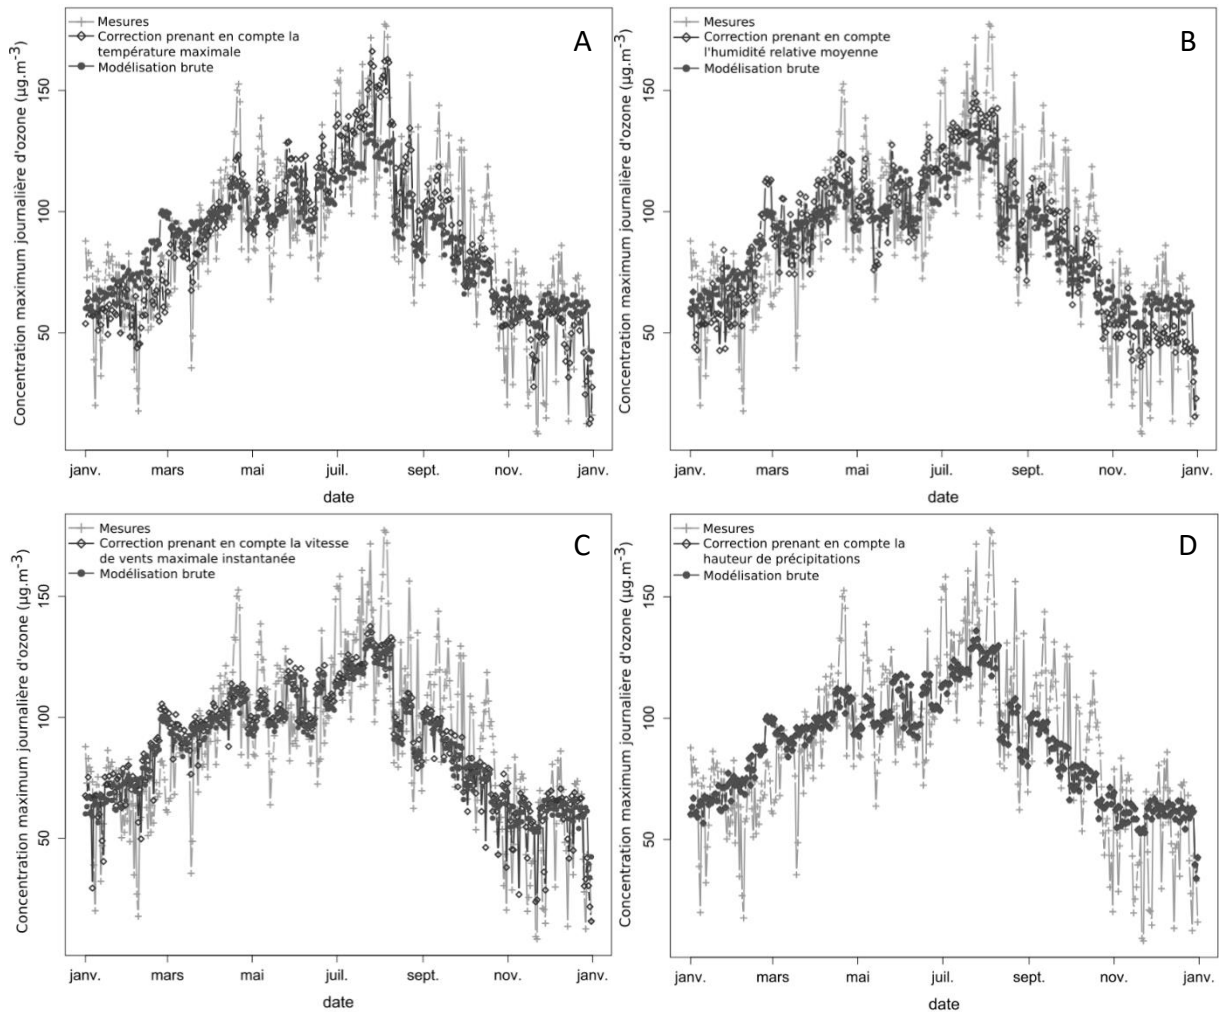 Mesures
Correction prenant en compte la
température maximale
Modélisation brute
A
Concentration maximum journalière d'ozone (µg.m⁻³)
150
100
50
janv.
mars
mai
juil.
sept.
nov.
janv.
date
Mesures
Correction prenant en compte
l'humidité relative moyenne
Modélisation brute
B
Concentration maximum journalière d'ozone (µg.m⁻³)
150
100
50
janv.
mars
mai
juil.
sept.
nov.
janv.
date
Mesures
Correction prenant en compte la vitesse
de vents maximale instantanée
Modélisation brute
C
Concentration maximum journalière d'ozone (µg.m⁻³)
150
100
50
janv.
mars
mai
juil.
sept.
nov.
janv.
date
Mesures
Correction prenant en compte la
hauteur de précipitations
Modélisation brute
D
Concentration maximum journalière d'ozone (µg.m⁻³)
150
100
50
janv.
mars
mai
juil.
sept.
nov.
janv.
date